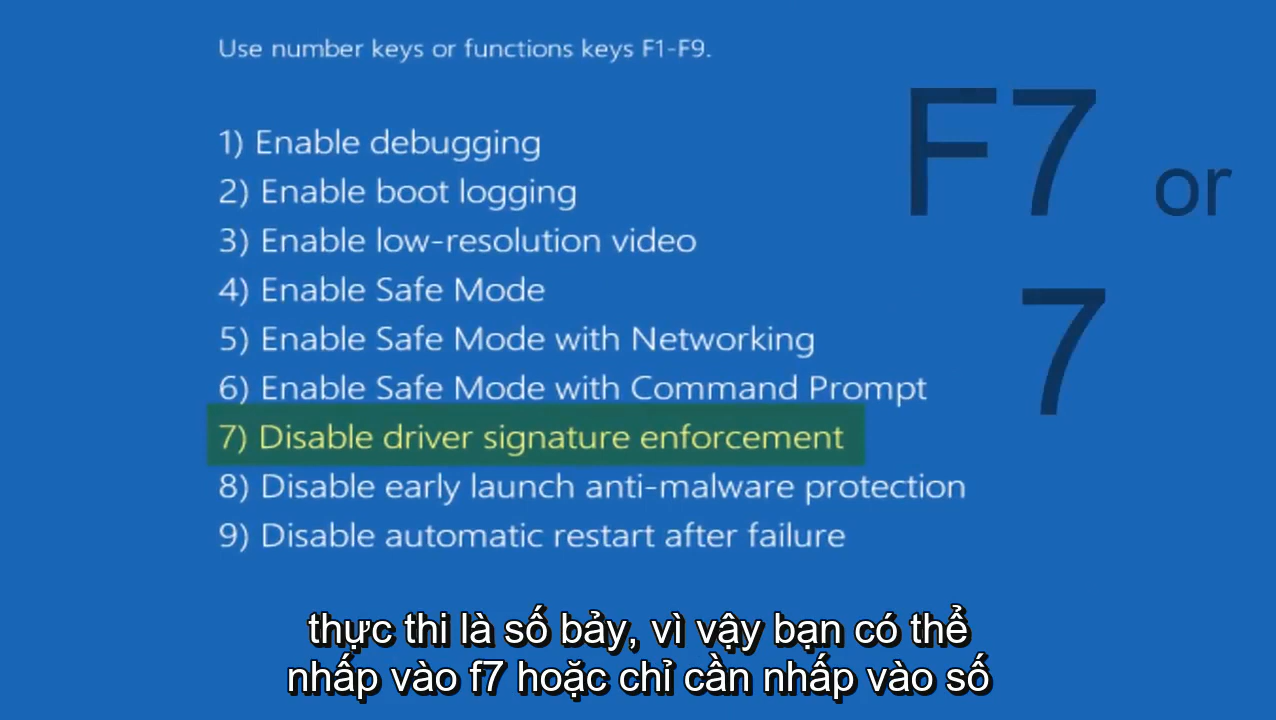 Use number keys or functions keys F1-F9.
1) Enable debugging
2) Enable boot logging
3) Enable low-resolution video
4) Enable Safe Mode
5) Enable Safe Mode with Networking
6) Enable Safe Mode with Command Prompt
7) Disable driver signature enforcement
8) Disable early launch anti-malware protection
9) Disable automatic restart after failure
F7 or
7
thực thi là số bảy, vì vậy bạn có thể
nhấp vào f7 hoặc chỉ cần nhấp vào số